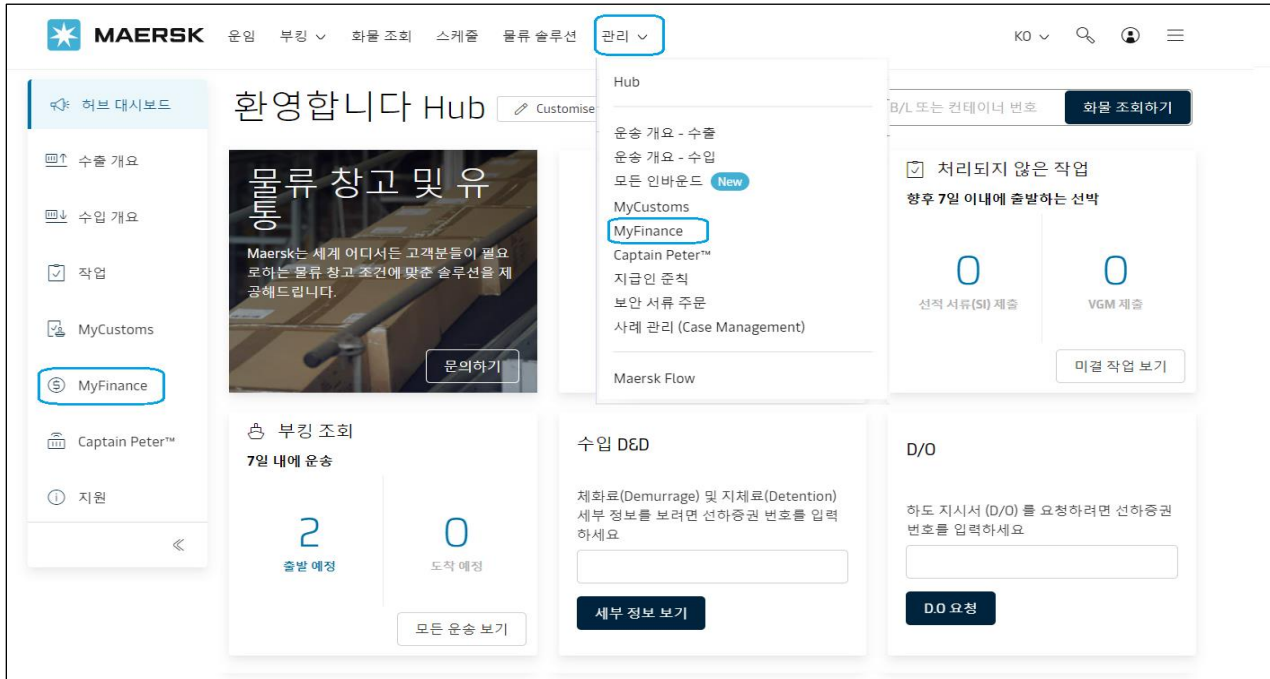 MAERSK 운임 부킹 화물 조회 스케줄 물류 솔루션 관리 KO
허브 대시보드
수출 개요
수입 개요
작업
MyCustoms
MyFinance
Captain Peter™
지원
환영합니다 Hub Customise
B/L 또는 컨테이너 번호 화물 조회하기
Hub
운송 개요 - 수출
운송 개요 - 수입
모든 인바운드 New
MyCustoms
MyFinance
Captain Peter™
지급인 준칙
보안 서류 주문
사례 관리 (Case Management)
Maersk Flow
물류 창고 및 유
통
Maersk는 세계 어디서든 고객분들이 필요
로하는 물류 창고 조건에 맞춘 솔루션을 제
공해드립니다.
문의하기
처리되지 않은 작업
향후 7일 이내에 출발하는 선박
0 0
선적 서류(SI) 제출 VGM 제출
미결 작업 보기
부킹 조회
7일 내에 운송
2 0
출발 예정 도착 예정
모든 운송 보기
수입 D&D
체화료(Demurrage) 및 지체료(Detention)
세부 정보를 보려면 선하증권 번호를 입력
하세요
세부 정보 보기
D/O
하도 지시서 (D/O) 를 요청하려면 선하증권
번호를 입력하세요
D.O 요청